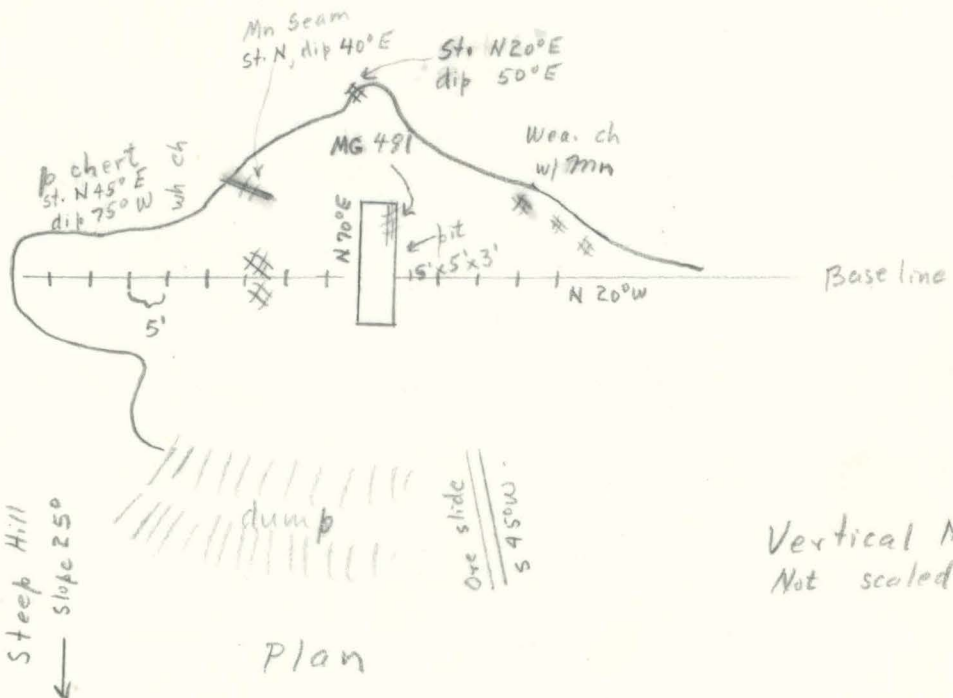 Mn Seam
st. N, dip 40°E
St. N20°E
dip 50°E
MG 481
Wea. ch
w/ Mn
p chert
st. N45°E
dip 75°W
wh ch
N70°E
pit
15'x5'x3'
5'
N 20°W
Base line
dump
Ore slide
S 45°W.
Steep Hill
Slope 25°
Vertical
Not scaled
Plan